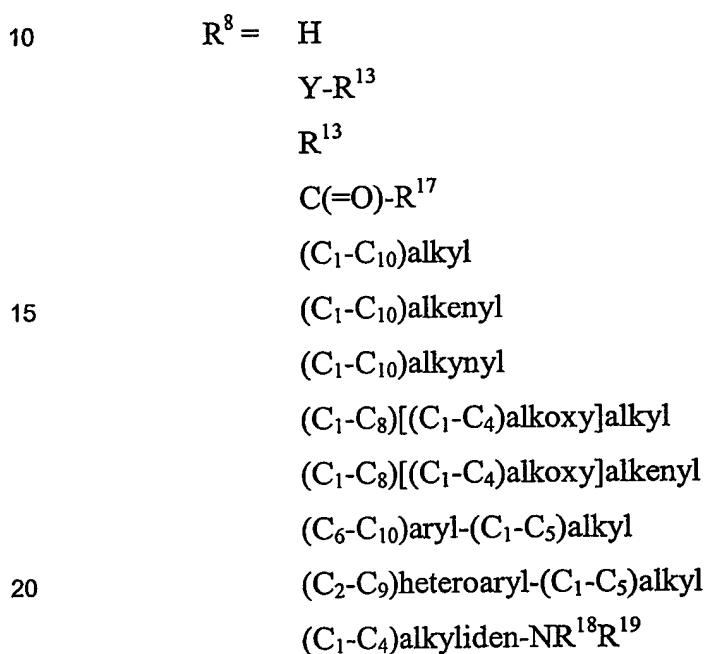 10 R⁸ = H
Y-R¹³
R¹³
C(=O)-R¹⁷
(C₁-C₁₀)alkyl
15 (C₁-C₁₀)alkenyl
(C₁-C₁₀)alkynyl
(C₁-C₈)[(C₁-C₄)alkoxy]alkyl
(C₁-C₈)[(C₁-C₄)alkoxy]alkenyl
(C₆-C₁₀)aryl-(C₁-C₅)alkyl
20 (C₂-C₉)heteroaryl-(C₁-C₅)alkyl
(C₁-C₄)alkyliden-NR¹⁸R¹⁹